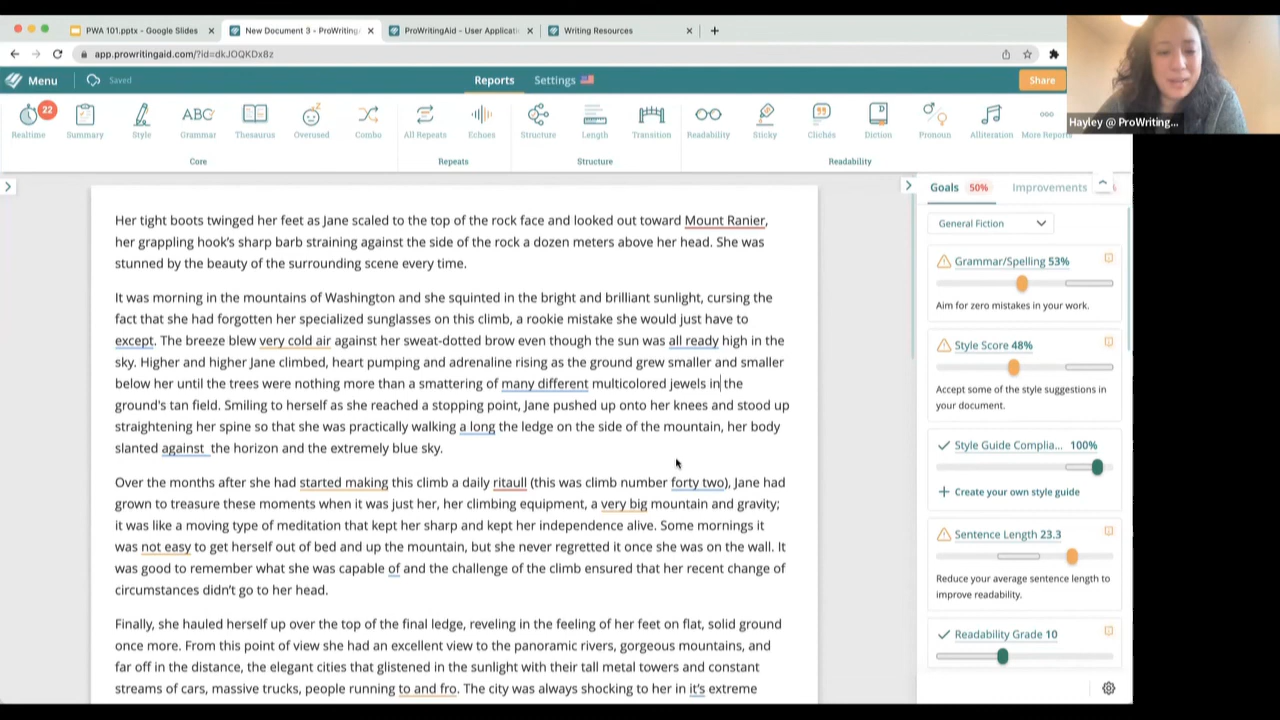 PWA 101.pptx - Google Slides
New Document 3 - ProWriting
ProWritingAid - User Applicati
Writing Resources
app.prowritingaid.com/?id=dkJOQKDx8z
Menu
Saved
Reports
Settings
Share
22
Realtime
Summary
Style
ABC
Grammar
Thesaurus
Overused
Combo
All Repeats
Echoes
Structure
Length
Transition
Readability
Sticky
Clichés
Diction
Pronoun
Alliteration
More Reports
Core
Repeats
Structure
Readability
Hayley @ ProWriting...
Her tight boots twinged her feet as Jane scaled to the top of the rock face and looked out toward Mount Ranier,
her grappling hook's sharp barb straining against the side of the rock a dozen meters above her head. She was
stunned by the beauty of the surrounding scene every time.
It was morning in the mountains of Washington and she squinted in the bright and brilliant sunlight, cursing the
fact that she had forgotten her specialized sunglasses on this climb, a rookie mistake she would just have to
except. The breeze blew very cold air against her sweat-dotted brow even though the sun was all ready high in the
sky. Higher and higher Jane climbed, heart pumping and adrenaline rising as the ground grew smaller and smaller
below her until the trees were nothing more than a smattering of many different multicolored jewels in the
ground's tan field. Smiling to herself as she reached a stopping point, Jane pushed up onto her knees and stood up
straightening her spine so that she was practically walking a long the ledge on the side of the mountain, her body
slanted against  the horizon and the extremely blue sky.
Over the months after she had started making this climb a daily ritaull (this was climb number forty two), Jane had
grown to treasure these moments when it was just her, her climbing equipment, a very big mountain and gravity;
it was like a moving type of meditation that kept her sharp and kept her independence alive. Some mornings it
was not easy to get herself out of bed and up the mountain, but she never regretted it once she was on the wall. It
was good to remember what she was capable of and the challenge of the climb ensured that her recent change of
circumstances didn't go to her head.
Finally, she hauled herself up over the top of the final ledge, reveling in the feeling of her feet on flat, solid ground
once more. From this point of view she had an excellent view to the panoramic rivers, gorgeous mountains, and
far off in the distance, the elegant cities that glistened in the sunlight with their tall metal towers and constant
streams of cars, massive trucks, people running to and fro. The city was always shocking to her in it's extreme
Goals 50%
Improvements
General Fiction
Grammar/Spelling 53%
Aim for zero mistakes in your work.
Style Score 48%
Accept some of the style suggestions in
your document.
Style Guide Complia... 100%
Create your own style guide
Sentence Length 23.3
Reduce your average sentence length to
improve readability.
Readability Grade 10